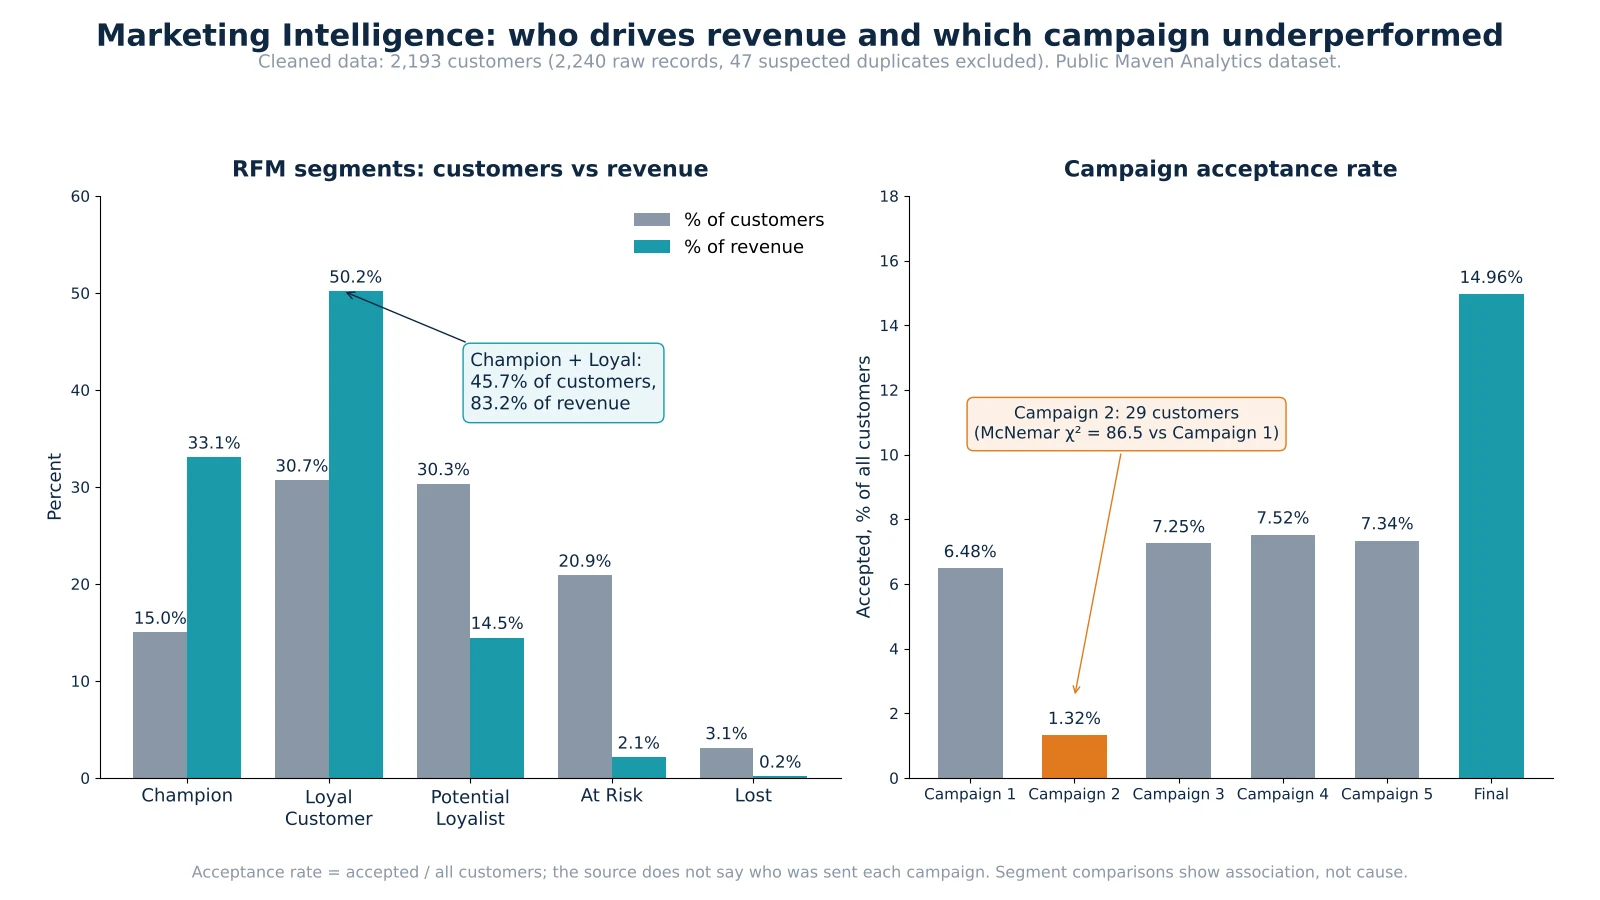 Marketing Intelligence: who drives revenue and which campaign underperformed
Cleaned data: 2,193 customers (2,240 raw records, 47 suspected duplicates excluded). Public Maven Analytics dataset.
RFM segments: customers vs revenue
60
50
40
30
20
10
0
Percent
% of customers
% of revenue
15.0%
33.1%
30.7%
50.2%
30.3%
14.5%
20.9%
2.1%
3.1%
0.2%
Champion + Loyal:
45.7% of customers,
83.2% of revenue
Champion
Loyal
Customer
Potential
Loyalist
At Risk
Lost
Campaign acceptance rate
18
16
14
12
10
8
6
4
2
0
Accepted, % of all customers
6.48%
1.32%
7.25%
7.52%
7.34%
14.96%
Campaign 2: 29 customers
(McNemar χ² = 86.5 vs Campaign 1)
Campaign 1
Campaign 2
Campaign 3
Campaign 4
Campaign 5
Final
Acceptance rate = accepted / all customers; the source does not say who was sent each campaign. Segment comparisons show association, not cause.